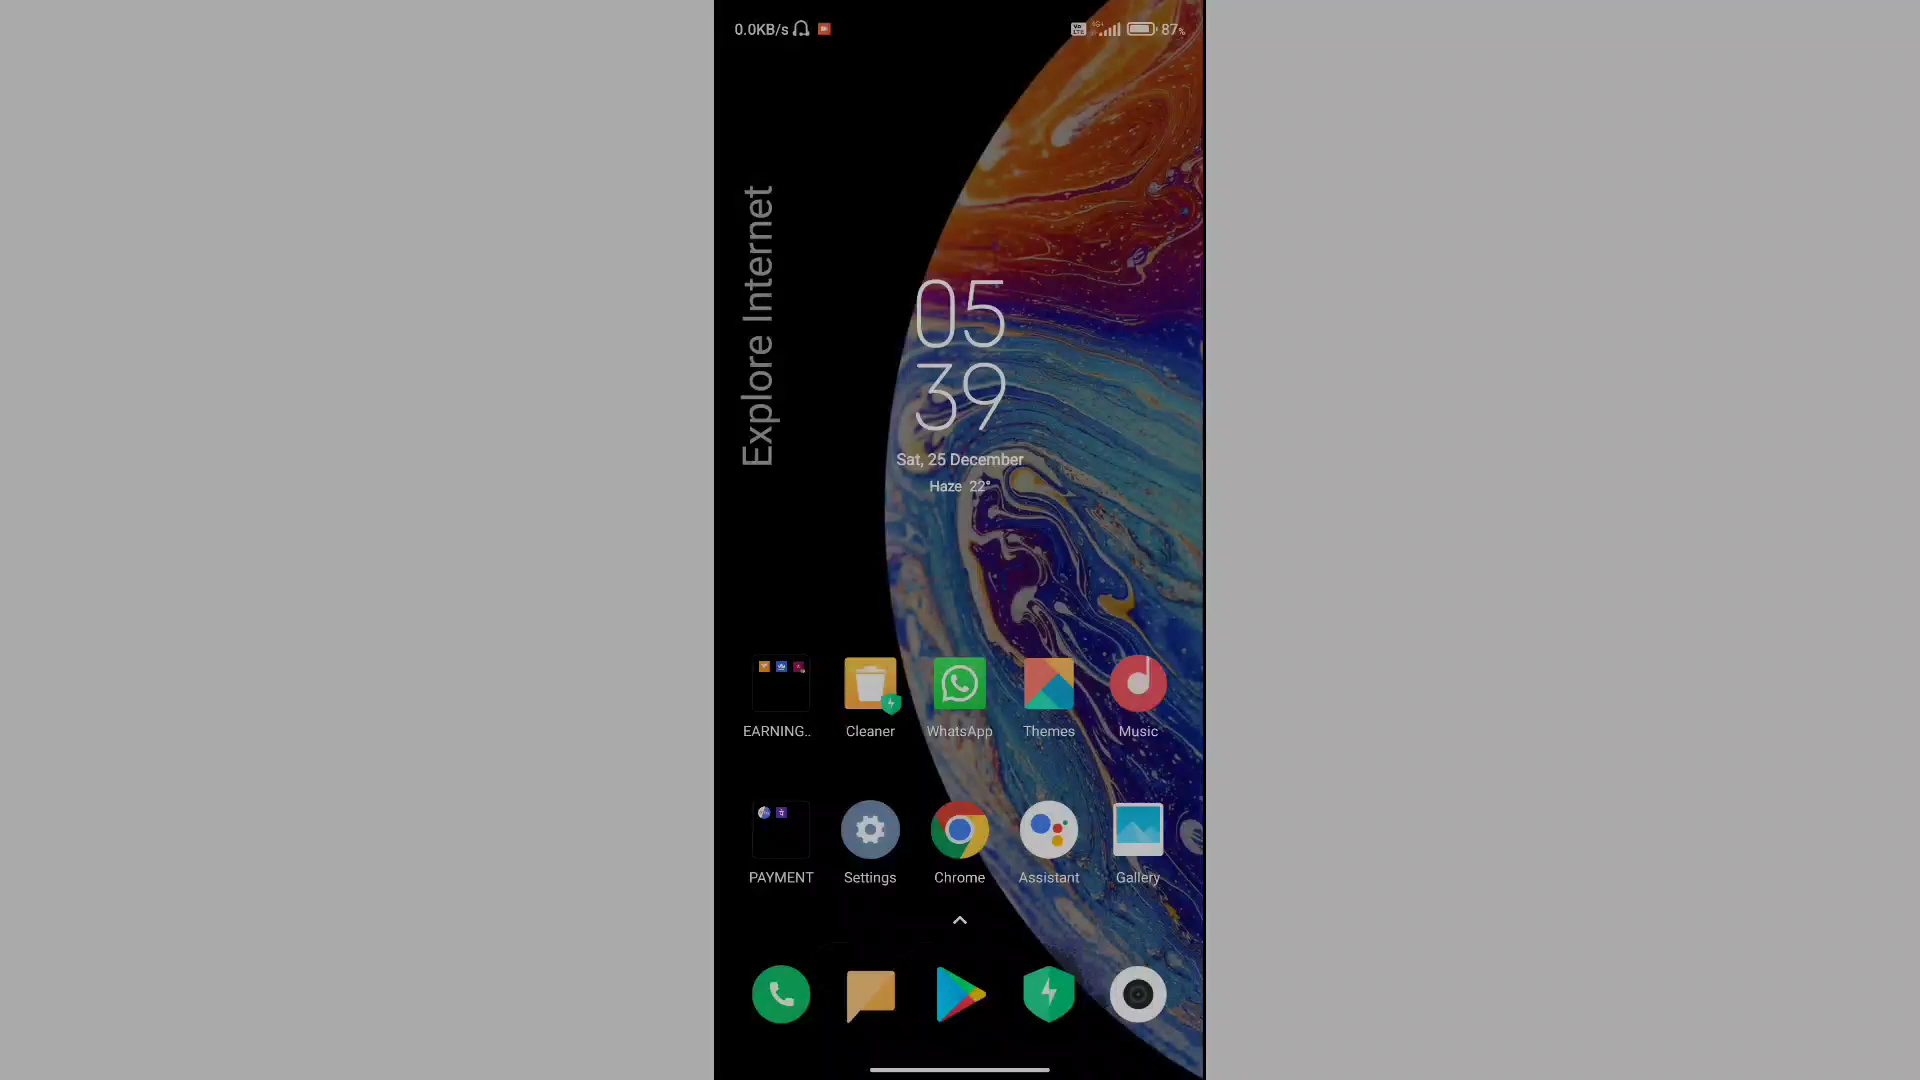 0.0KB/s
87%
Explore Internet
05
39
Sat, 25 December
Haze 22°
EARNING..
Cleaner
WhatsApp
Themes
Music
PAYMENT
Settings
Chrome
Assistant
Gallery